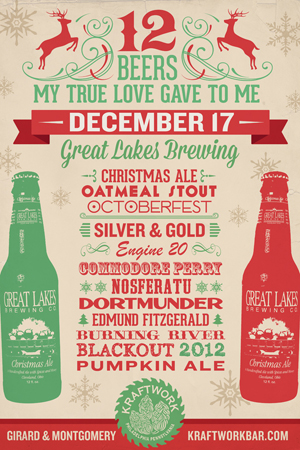 12
BEERS
MY TRUE LOVE GAVE TO ME
DECEMBER 17
Great Lakes Brewing
CHRISTMAS ALE
OATMEAL STOUT
OCTOBERFEST
SILVER & GOLD
Engine 20
COMMODORE PERRY
NOSFERATU
DORTMUNDER
EDMUND FITZGERALD
BURNING RIVER
BLACKOUT 2012
PUMPKIN ALE
GREAT LAKES
BREWING CO.
Christmas Ale
GREAT LAKES
BREWING CO.
Christmas Ale
KRAFTWORK
GIRARD & MONTGOMERY
KRAFTWORKBAR.COM